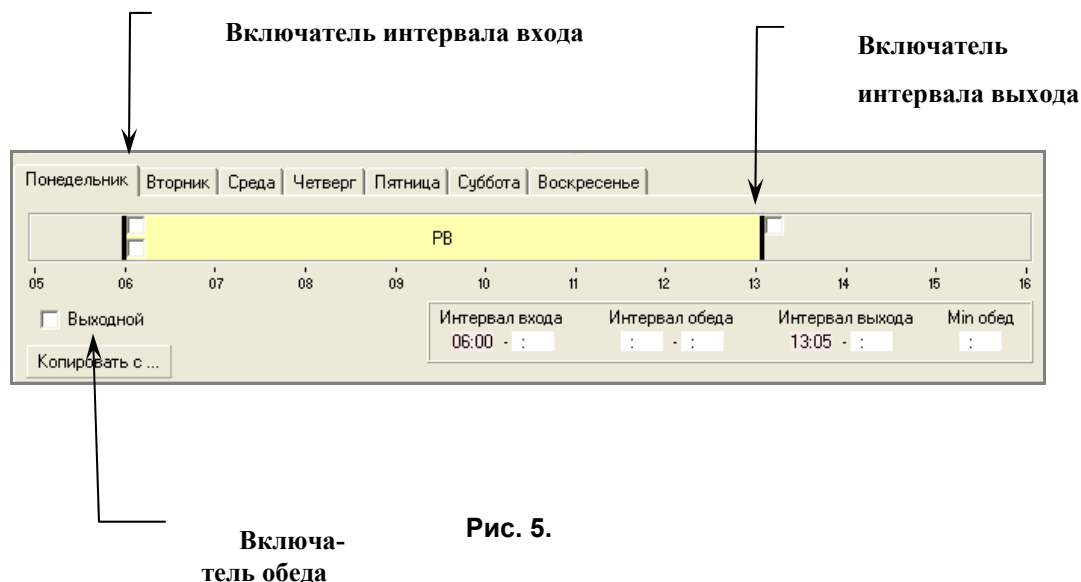 Включатель интервала входа
Включатель
интервала выхода
Понедельник Вторник Среда Четверг Пятница Суббота Воскресенье
РВ
05 06 07 08 09 10 11 12 13 14 15 16
Выходной
Интервал входа Интервал обеда Интервал выхода Min обед
06:00 - : : - : 13:05 - : :
Копировать с ...
Включа-
тель обеда
Рис. 5.